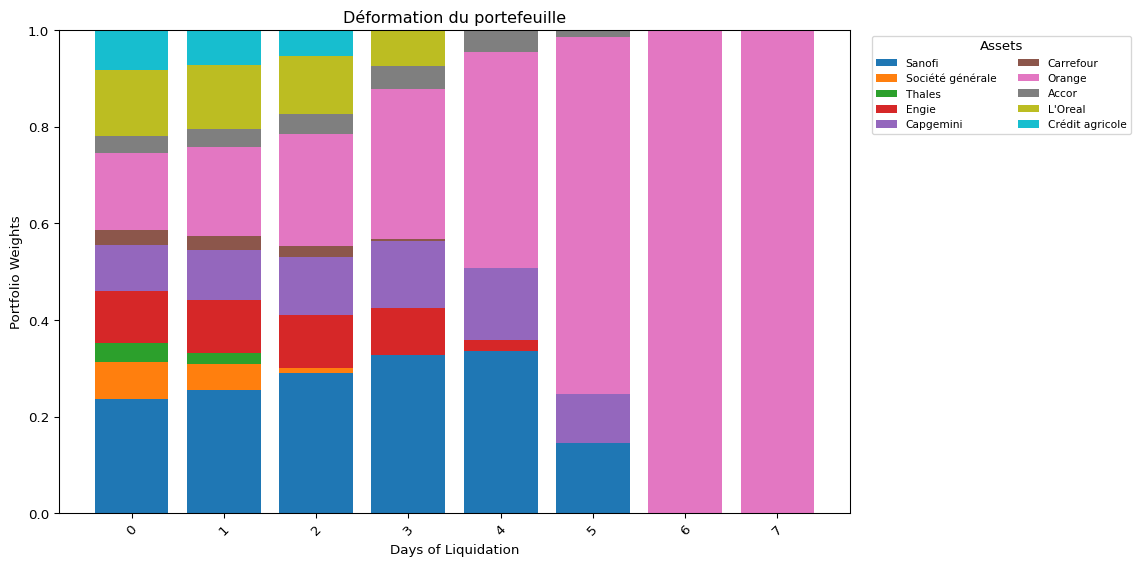 Déformation du portefeuille
Portfolio Weights
1.0
0.8
0.6
0.4
0.2
0.0
0 1 2 3 4 5 6 7
Days of Liquidation
Assets
Sanofi
Société générale
Thales
Engie
Capgemini
Carrefour
Orange
Accor
L'Oreal
Crédit agricole